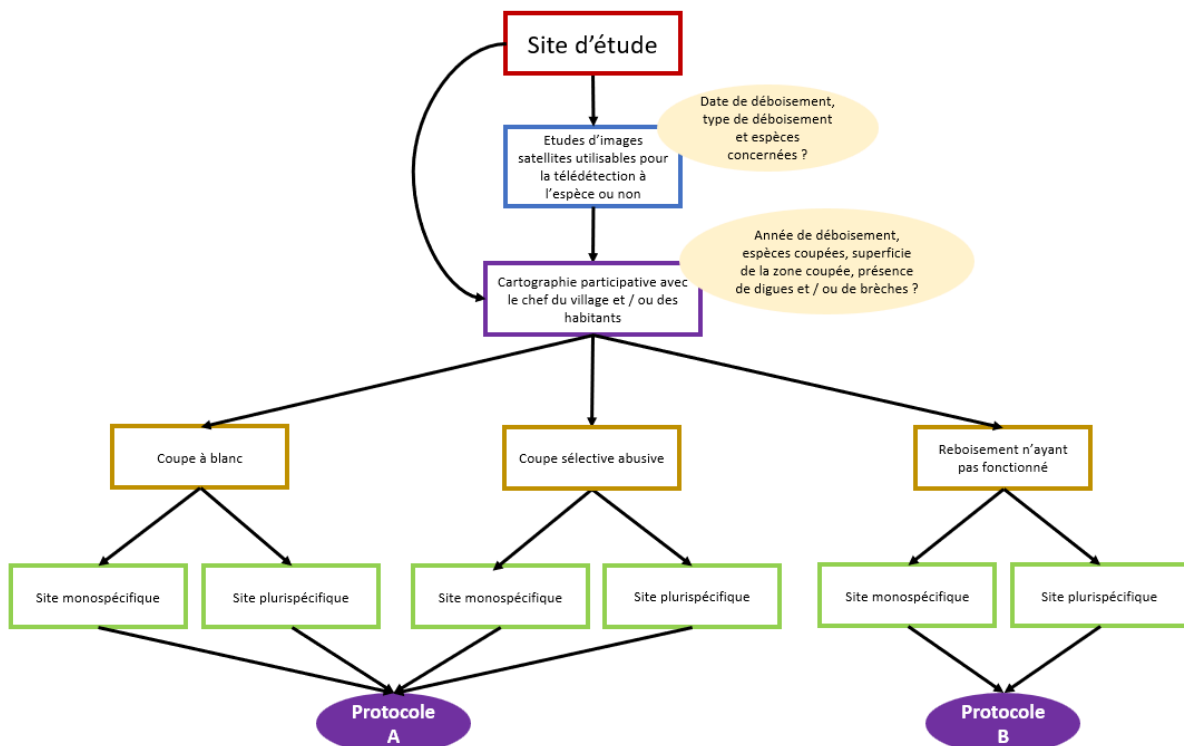 Site d’étude
Date de déboisement,
type de déboisement
et espèces
concernées ?
Etudes d’images
satellites utilisables pour
la télédétection à
l’espèce ou non
Année de déboisement,
espèces coupées, superficie
de la zone coupée, présence
de digues et / ou de brèches ?
Cartographie participative avec
le chef du village et / ou des
habitants
Coupe à blanc
Coupe sélective abusive
Reboisement n’ayant
pas fonctionné
Site monospécifique
Site plurispécifique
Site monospécifique
Site plurispécifique
Site monospécifique
Site plurispécifique
Protocole
A
Protocole
B